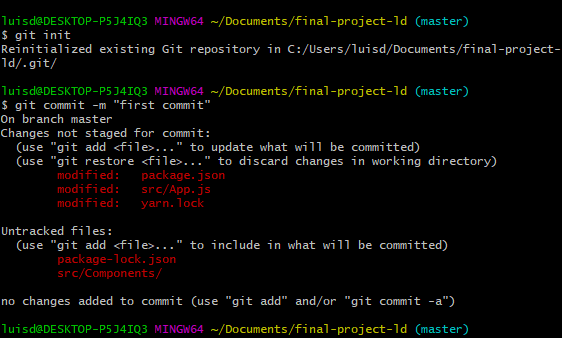 luisd@DESKTOP-P5J4IQ3 MINGW64 ~/Documents/final-project-ld (master)
$ git init
Reinitialized existing Git repository in C:/Users/luisd/Documents/final-project-
ld/.git/
luisd@DESKTOP-P5J4IQ3 MINGW64 ~/Documents/final-project-ld (master)
$ git commit -m "first commit"
On branch master
Changes not staged for commit:
  (use "git add <file>..." to update what will be committed)
  (use "git restore <file>..." to discard changes in working directory)
        modified:   package.json
        modified:   src/App.js
        modified:   yarn.lock
Untracked files:
  (use "git add <file>..." to include in what will be committed)
        package-lock.json
        src/Components/
no changes added to commit (use "git add" and/or "git commit -a")
luisd@DESKTOP-P5J4IQ3 MINGW64 ~/Documents/final-project-ld (master)